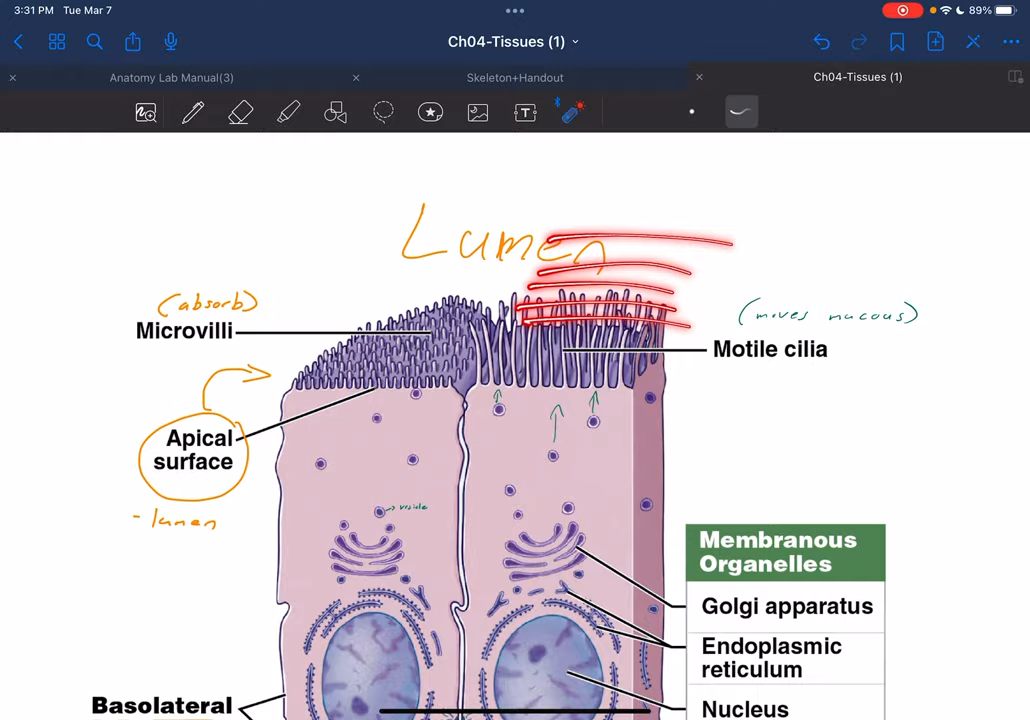 3:31 PM Tue Mar 7
89%
Ch04-Tissues (1)
Anatomy Lab Manual(3)
Skeleton+Handout
Ch04-Tissues (1)
T
Lumen
(absorb)
Microvilli
(moves mucous)
Motile cilia
Apical
surface
- lumen
vesicle
Membranous
Organelles
Golgi apparatus
Endoplasmic
reticulum
Nucleus
Basolateral